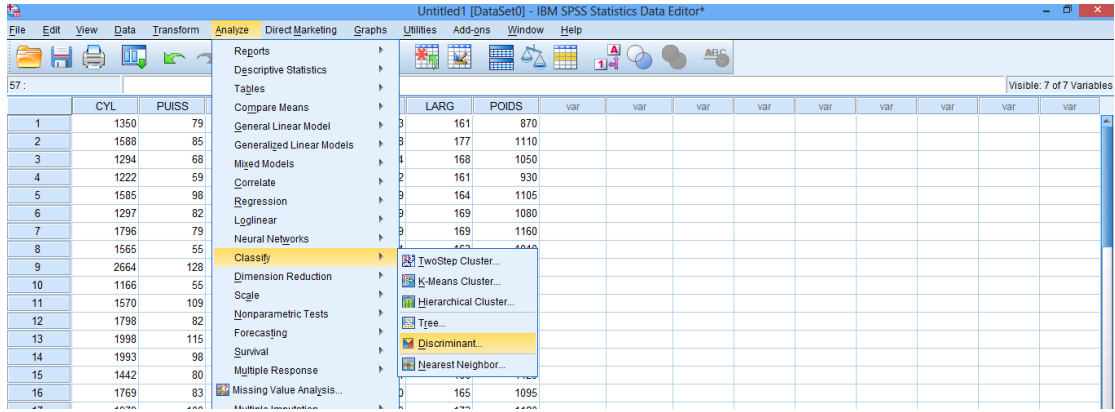 Untitled1 [DataSet0] - IBM SPSS Statistics Data Editor*
File Edit View Data Transform Analyze Direct Marketing Graphs Utilities Add-ons Window Help
57 :
Visible: 7 of 7 Variables
CYL PUISS LARG POIDS var var var var var var var var
1 1350 79 161 870
2 1588 85 177 1110
3 1294 68 168 1050
4 1222 59 161 930
5 1585 98 164 1105
6 1297 82 169 1080
7 1796 79 169 1160
8 1565 55
9 2664 128
10 1166 55
11 1570 109
12 1798 82
13 1998 115
14 1993 98
15 1442 80
16 1769 83 165 1095
Reports
Descriptive Statistics
Tables
Compare Means
General Linear Model
Generalized Linear Models
Mixed Models
Correlate
Regression
Loglinear
Neural Networks
Classify
Dimension Reduction
Scale
Nonparametric Tests
Forecasting
Survival
Multiple Response
Missing Value Analysis...
Multiple Imputation
TwoStep Cluster...
K-Means Cluster...
Hierarchical Cluster...
Tree...
Discriminant...
Nearest Neighbor...